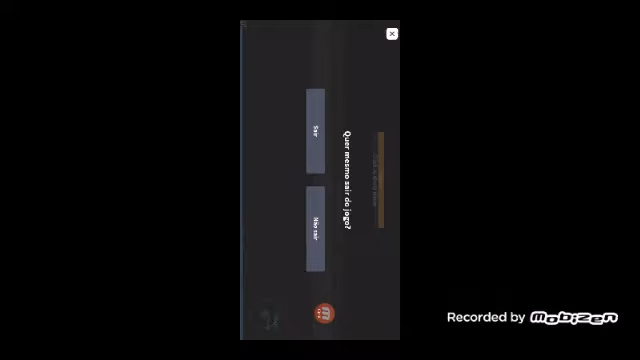 Quer mesmo sair do jogo?
Sair
Não sair
Recorded by Mobizen